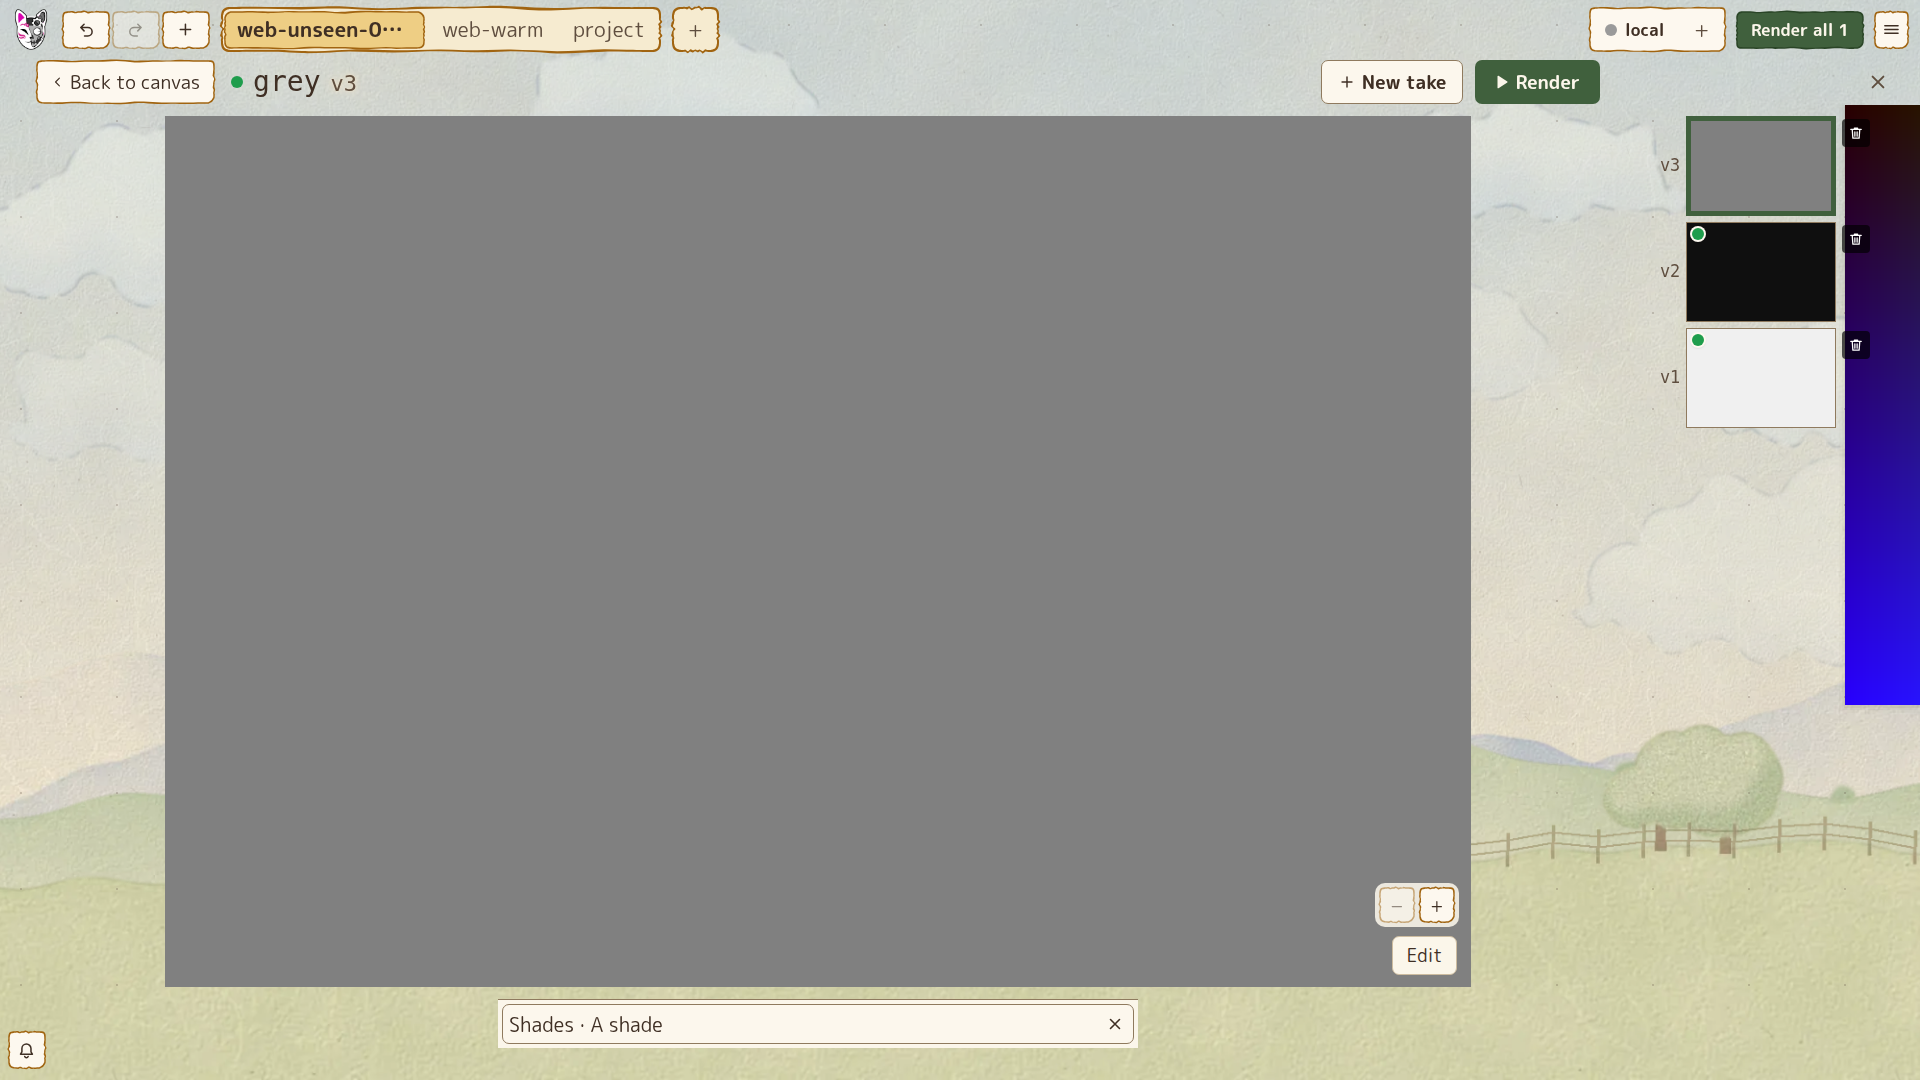 web-unseen-0···
web-warm
project
local
Render all 1
Back to canvas
grey v3
New take
Render
v3
v2
v1
Edit
Shades · A shade